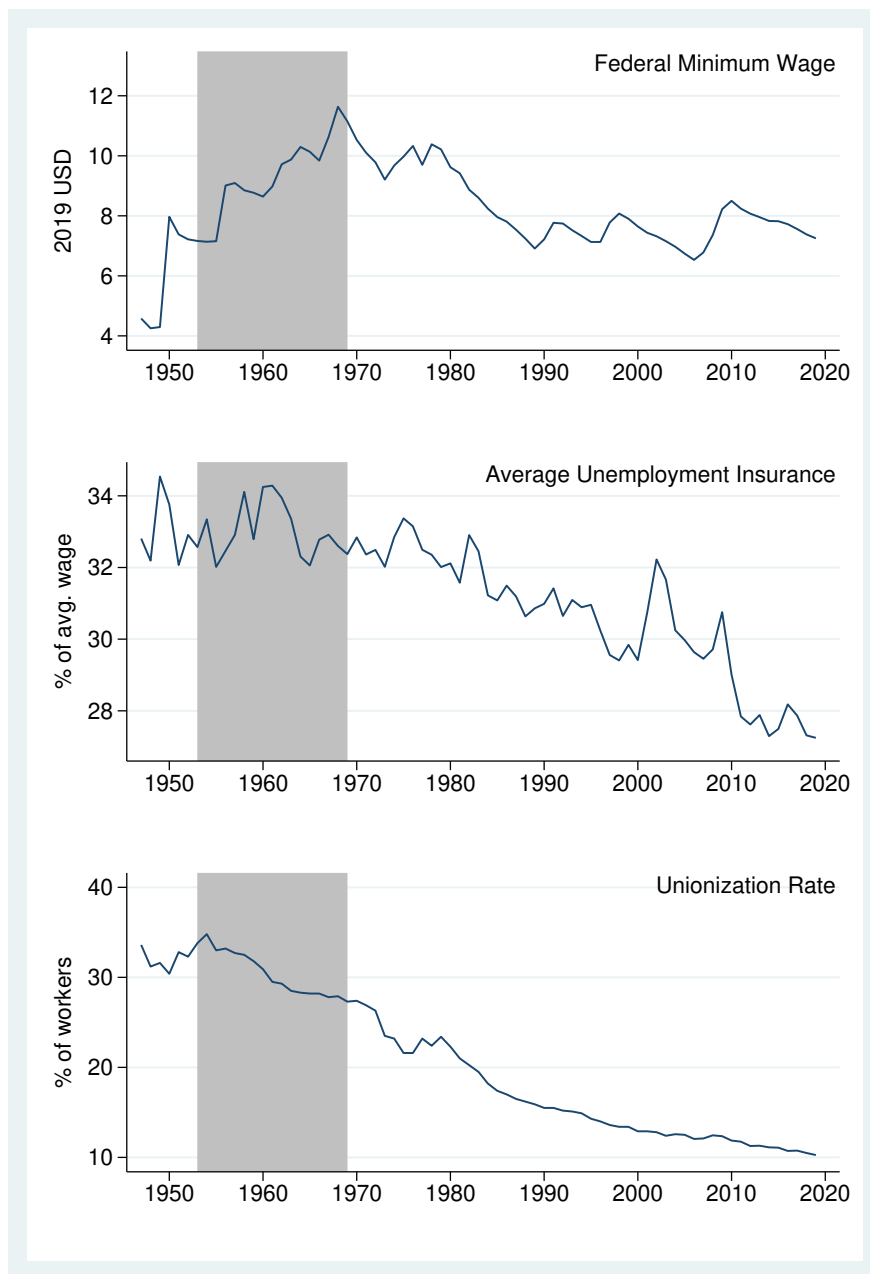 Federal Minimum Wage
2019 USD
12
10
8
6
4
1950 1960 1970 1980 1990 2000 2010 2020
Average Unemployment Insurance
% of avg. wage
34
32
30
28
1950 1960 1970 1980 1990 2000 2010 2020
Unionization Rate
% of workers
40
30
20
10
1950 1960 1970 1980 1990 2000 2010 2020